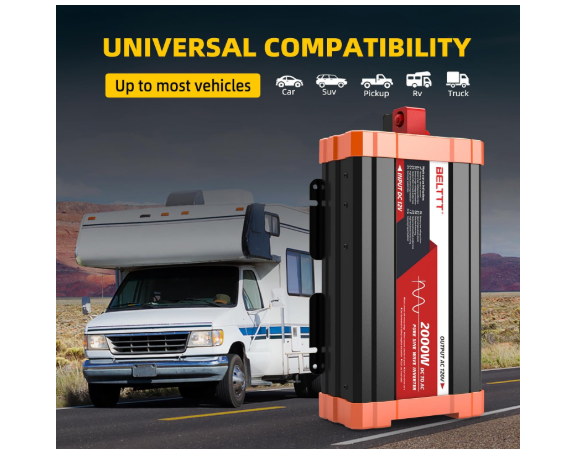 UNIVERSAL COMPATIBILITY
Up to most vehicles
Car
Suv
Pickup
Rv
Truck
BELTTT
INPUT DC 12V
OUTPUT AC 120V
2000W
DC TO AC
PURE SINE WAVE INVERTER